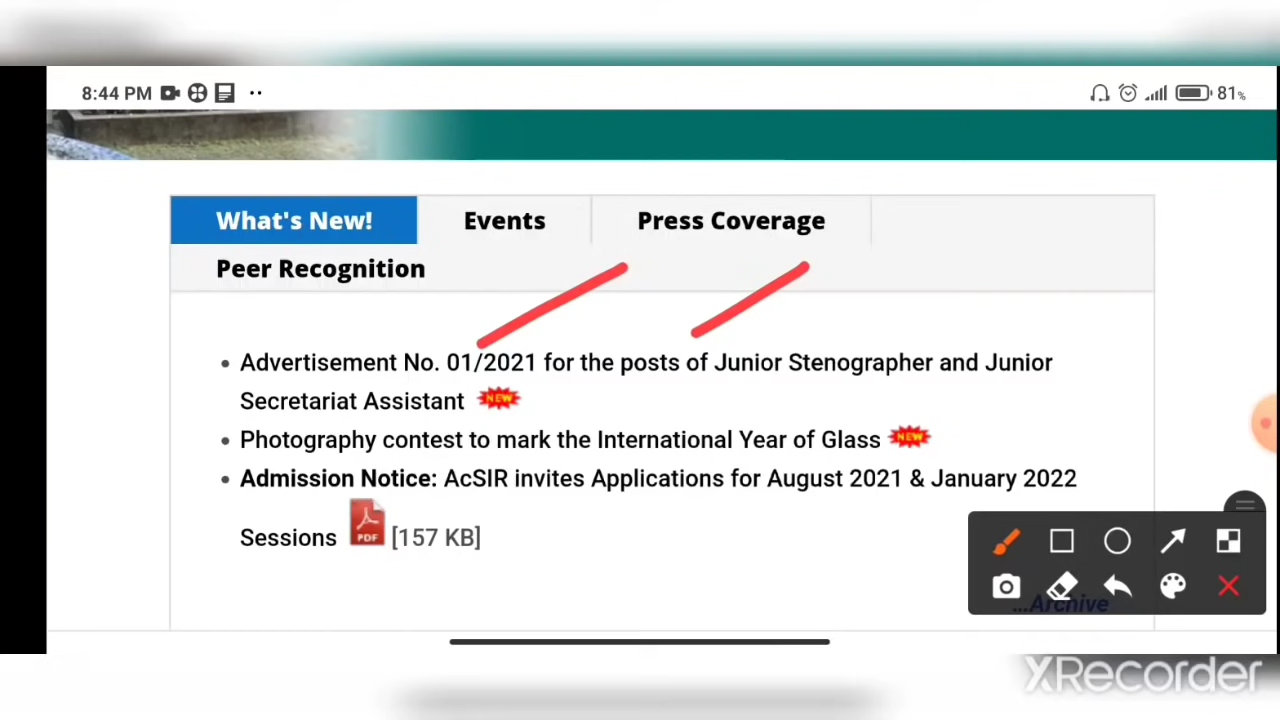 8:44 PM
81%
What's New!
Events
Press Coverage
Peer Recognition
Advertisement No. 01/2021 for the posts of Junior Stenographer and Junior
Secretariat Assistant NEW
Photography contest to mark the International Year of Glass NEW
Admission Notice: AcSIR invites Applications for August 2021 & January 2022
Sessions PDF [157 KB]
...Archive
XRecorder